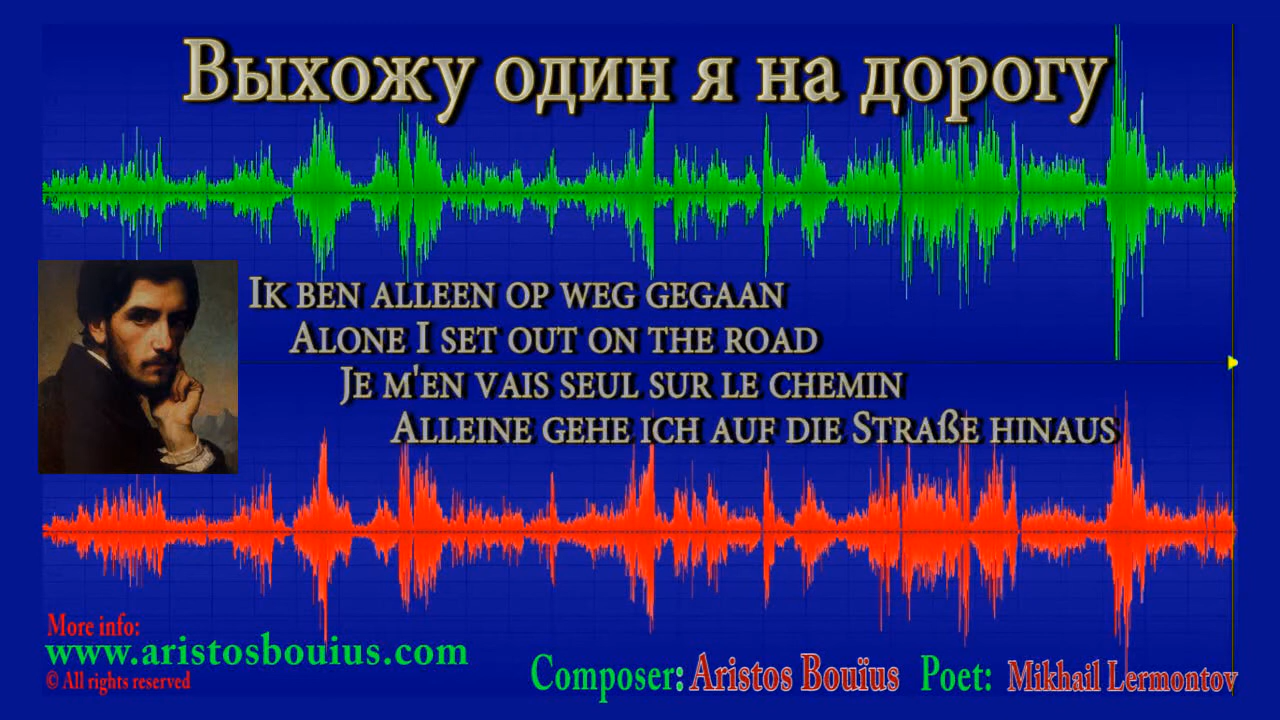 Выхожу один я на дорогу
Ik ben alleen op weg gegaan
Alone I set out on the road
Je m'en vais seul sur le chemin
Alleine gehe ich auf die Straße hinaus
More info:
www.aristosbouius.com
© All rights reserved
Composer: Aristos Bouïus Poet: Mikhail Lermontov